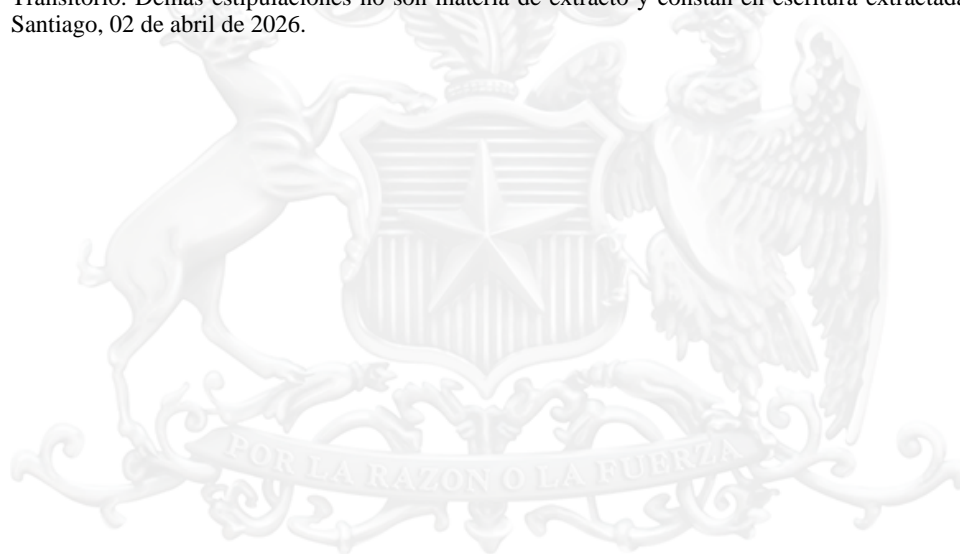 Transitorio. Demás estipulaciones no son materia de extracto y constan en escritura extractada
Santiago, 02 de abril de 2026.
POR LA RAZON O LA FUERZA